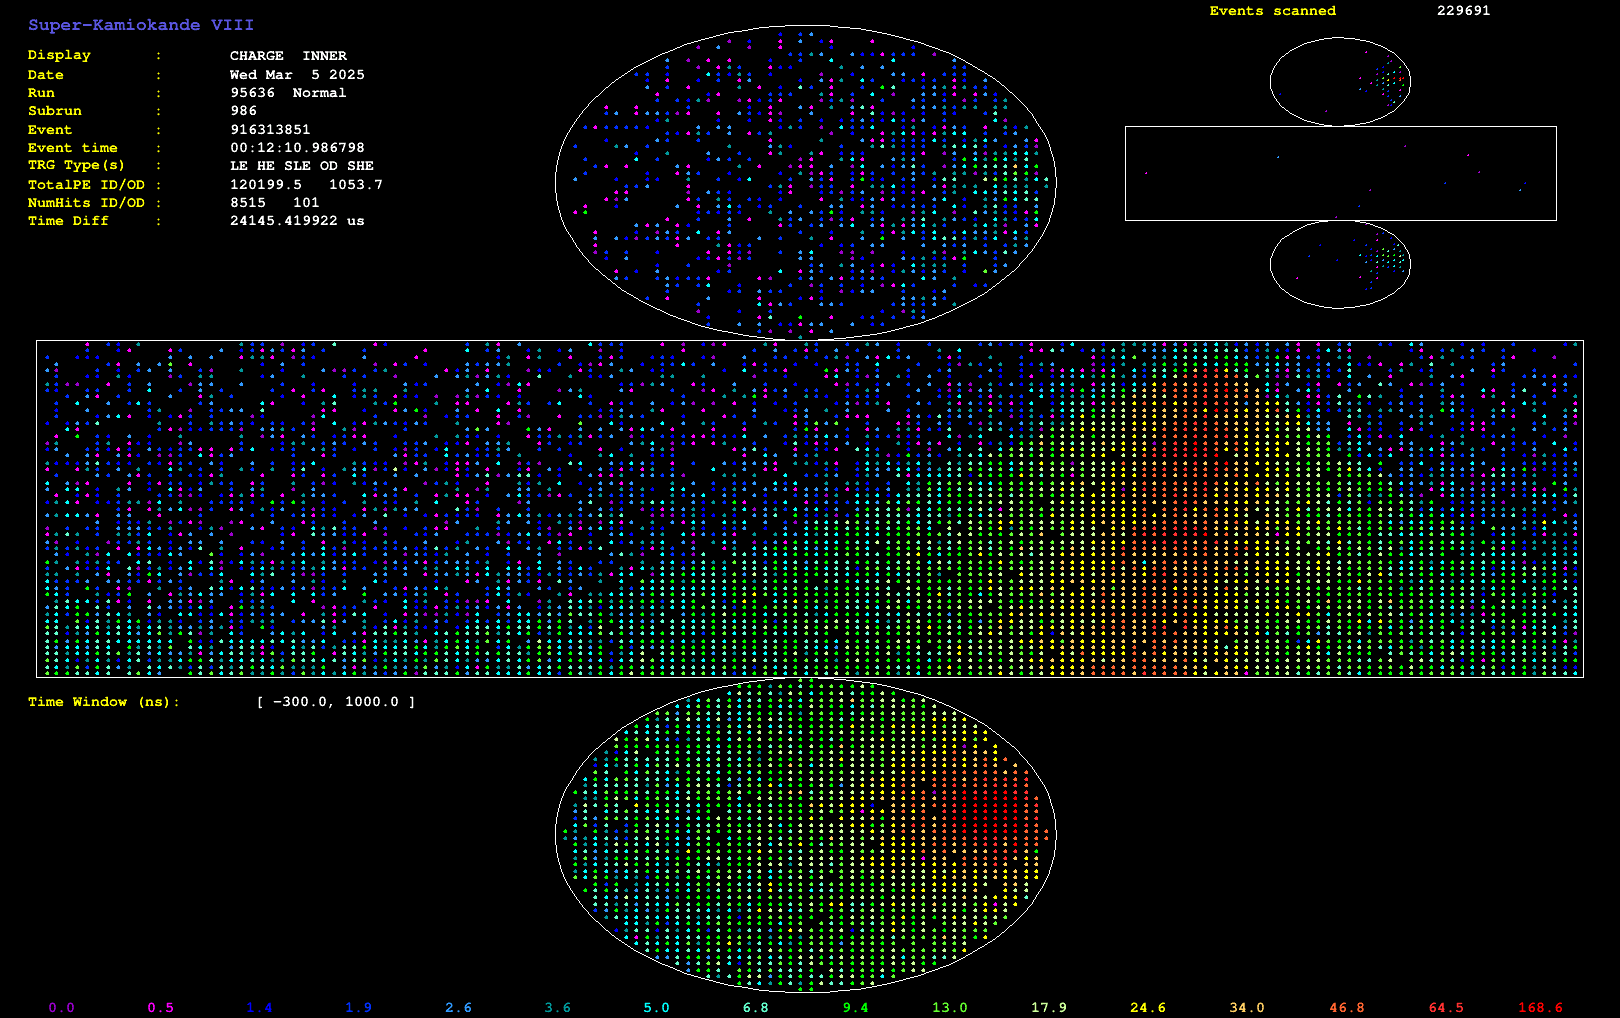 Super-Kamiokande VIII
Events scanned 229691
Display : CHARGE INNER
Date : Wed Mar 5 2025
Run : 95636 Normal
Subrun : 986
Event : 916313851
Event time : 00:12:10.986798
TRG Type(s) : LE HE SLE OD SHE
TotalPE ID/OD : 120199.5 1053.7
NumHits ID/OD : 8515 101
Time Diff : 24145.419922 us
Time Window (ns): [ -300.0, 1000.0 ]
0.0 0.5 1.4 1.9 2.6 3.6 5.0 6.8 9.4 13.0 17.9 24.6 34.0 46.8 64.5 168.6